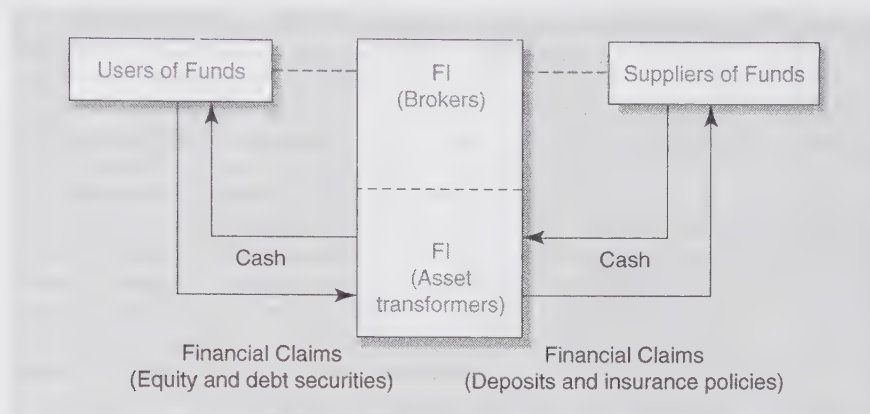 Users of Funds
FI
(Brokers)
Suppliers of Funds
Cash
FI
(Asset
transformers)
Cash
Financial Claims
(Equity and debt securities)
Financial Claims
(Deposits and insurance policies)